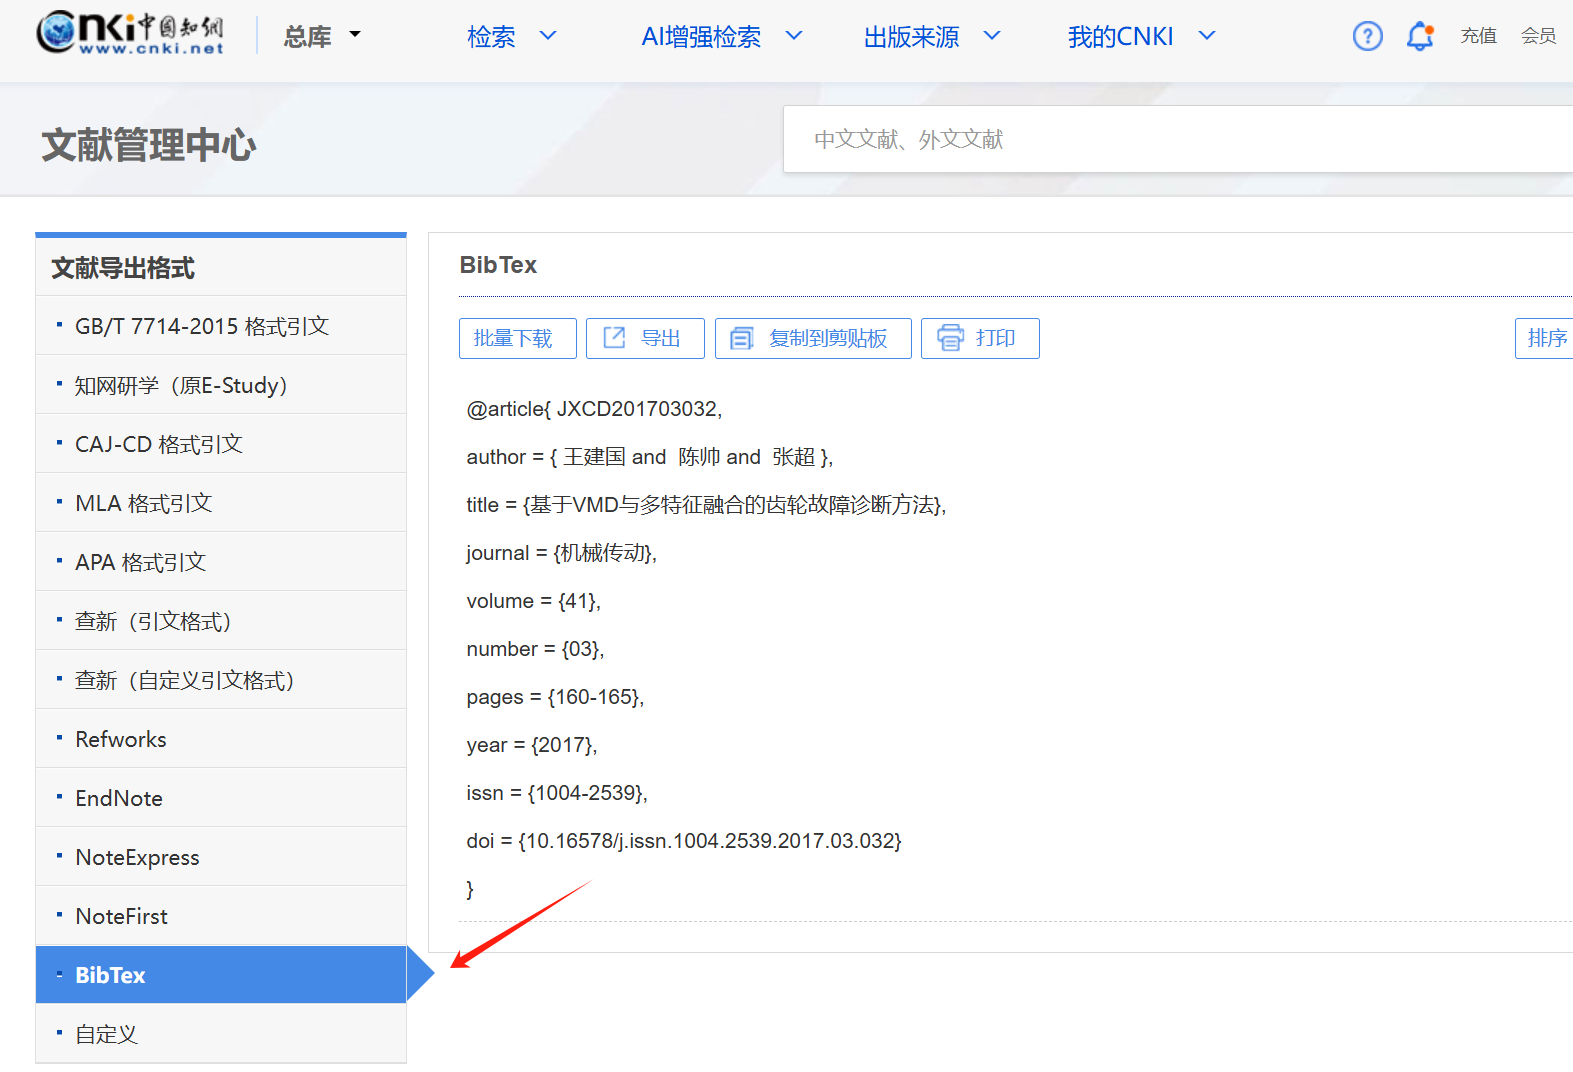 cnki中国知網
www.cnki.net
总库
检索
AI增强检索
出版来源
我的CNKI
?
充值
会员
文献管理中心
中文文献、外文文献
文献导出格式
GB/T 7714-2015 格式引文
知网研学（原E-Study）
CAJ-CD 格式引文
MLA 格式引文
APA 格式引文
查新（引文格式）
查新（自定义引文格式）
Refworks
EndNote
NoteExpress
NoteFirst
BibTex
自定义
BibTex
批量下载
导出
复制到剪贴板
打印
排序
@article{ JXCD201703032,
author = { 王建国 and  陈帅 and  张超 },
title = {基于VMD与多特征融合的齿轮故障诊断方法},
journal = {机械传动},
volume = {41},
number = {03},
pages = {160-165},
year = {2017},
issn = {1004-2539},
doi = {10.16578/j.issn.1004.2539.2017.03.032}
}